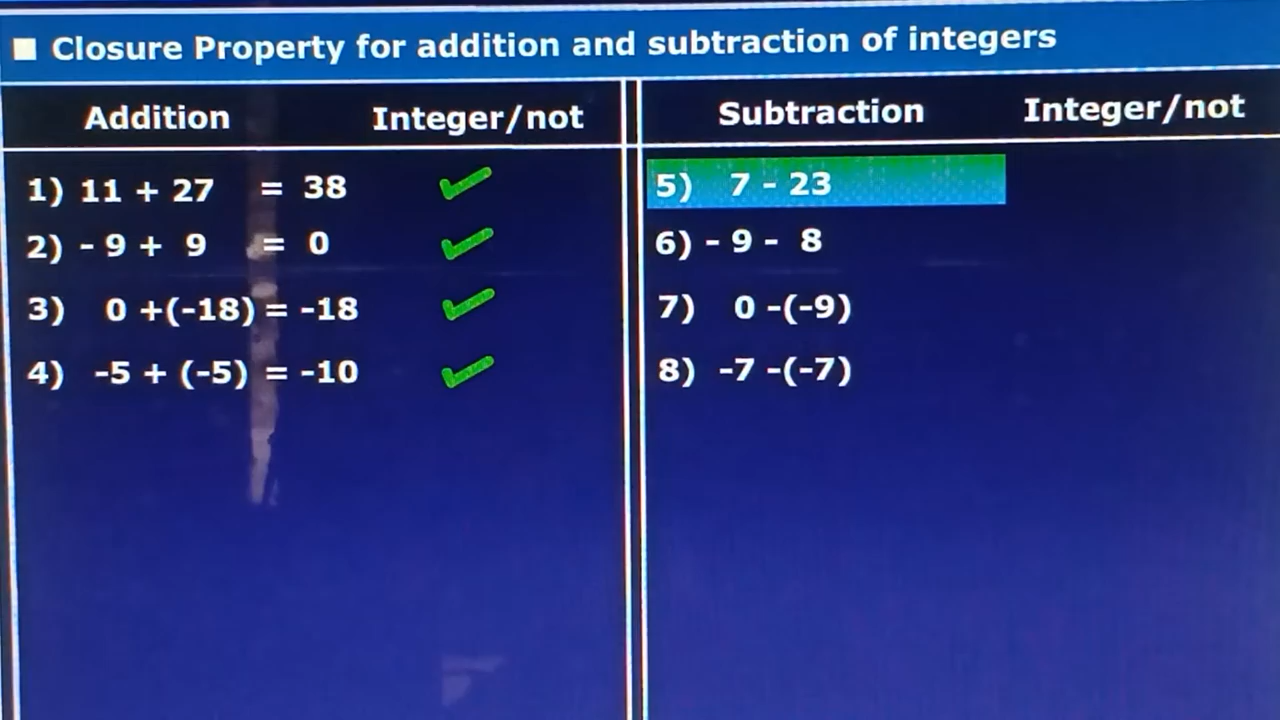 Closure Property for addition and subtraction of integers
Addition Integer/not
1) 11 + 27 = 38
2) - 9 + 9 = 0
3) 0 +(-18) = -18
4) -5 + (-5) = -10
Subtraction Integer/not
5) 7 - 23
6) - 9 - 8
7) 0 -(-9)
8) -7 -(-7)